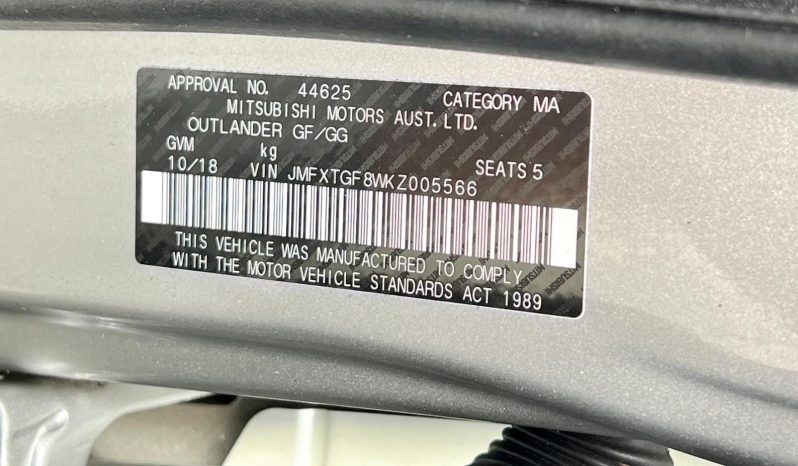 APPROVAL NO. 44625 CATEGORY MA
MITSUBISHI MOTORS AUST. LTD.
OUTLANDER GF/GG
GVM kg SEATS 5
10/18 VIN JMFXTGF8WKZ005566
THIS VEHICLE WAS MANUFACTURED TO COMPLY
WITH THE MOTOR VEHICLE STANDARDS ACT 1989